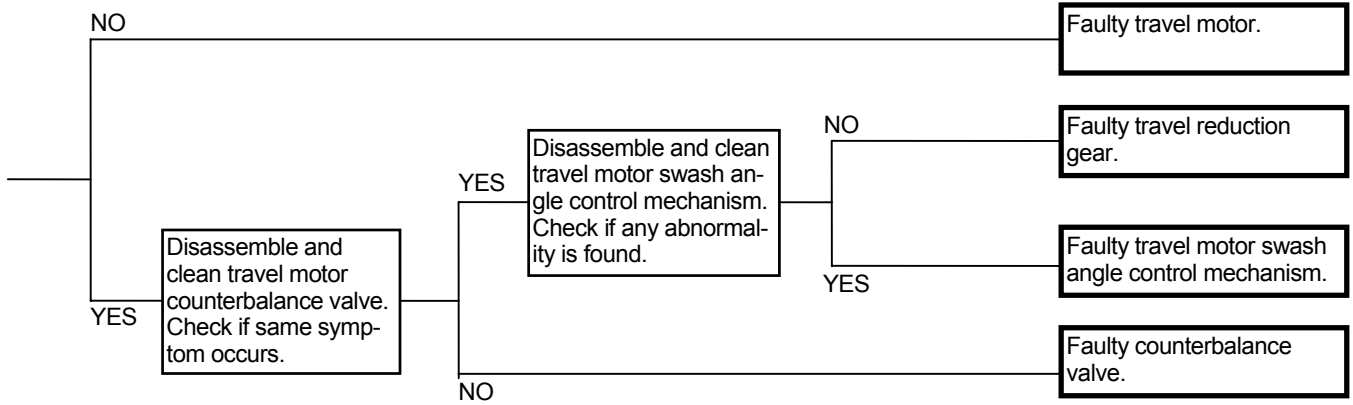 NO
Faulty travel motor.
YES
Disassemble and
clean travel motor
counterbalance valve.
Check if same symp-
tom occurs.
YES
Disassemble and clean
travel motor swash an-
gle control mechanism.
Check if any abnormal-
ity is found.
NO
Faulty travel reduction
gear.
YES
Faulty travel motor swash
angle control mechanism.
NO
Faulty counterbalance
valve.